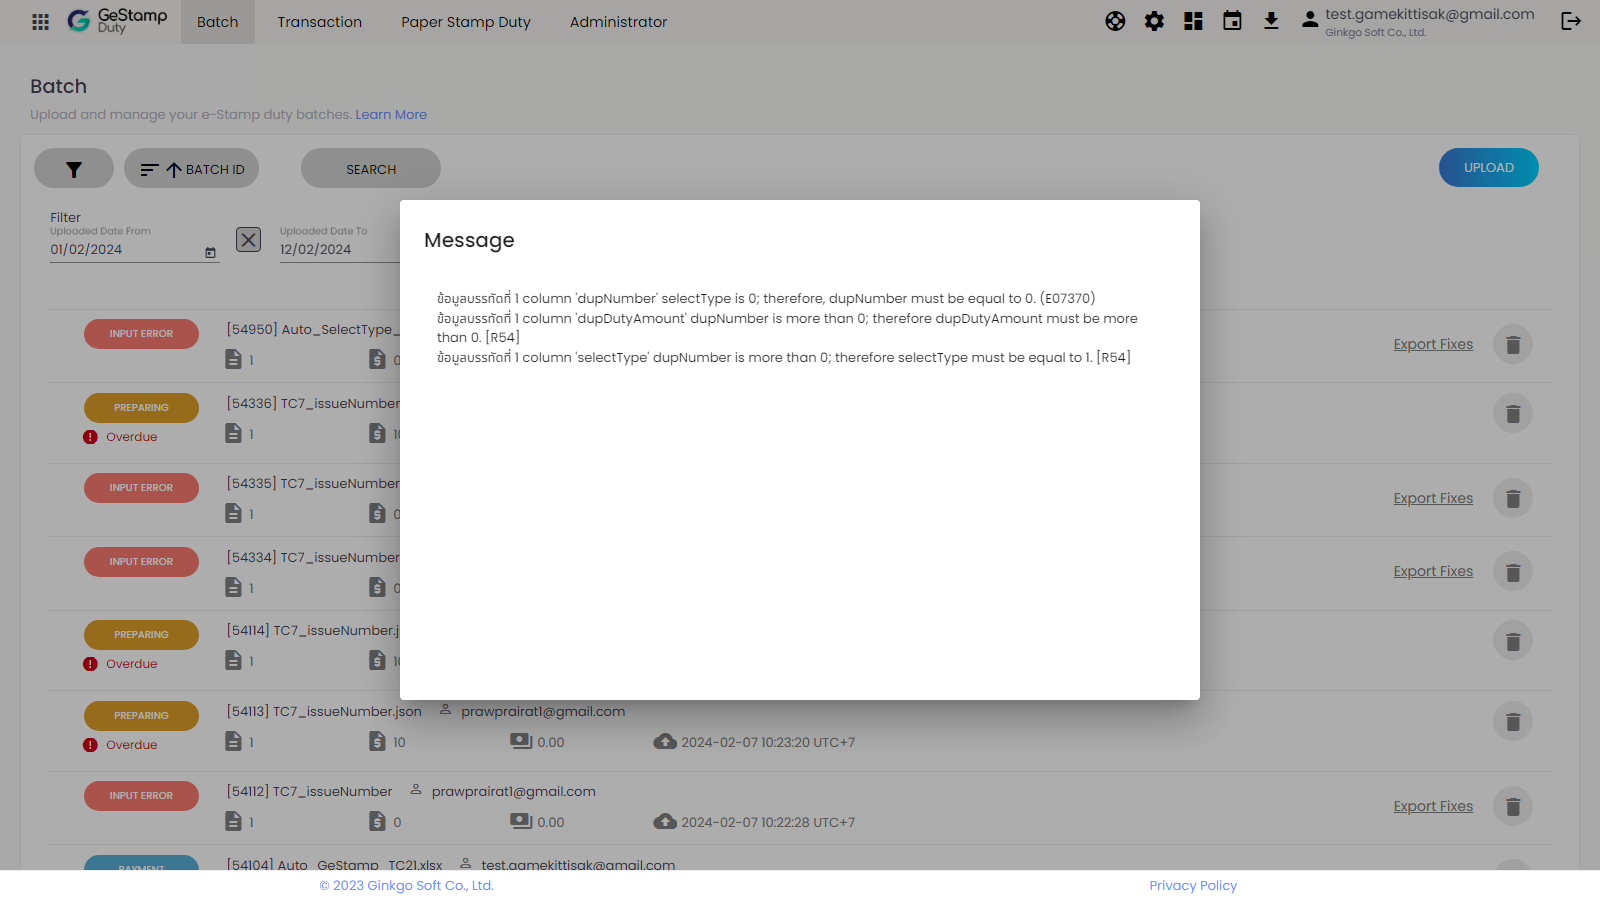 GeStamp
Duty
Batch
Transaction
Paper Stamp Duty
Administrator
test.gamekittisak@gmail.com
Ginkgo Soft Co., Ltd.
Batch
Upload and manage your e-Stamp duty batches. Learn More
BATCH ID
SEARCH
UPLOAD
Filter
Uploaded Date From
01/02/2024
Uploaded Date To
12/02/2024
Message
ข้อมูลบรรทัดที่ 1 column 'dupNumber' selectType is 0; therefore, dupNumber must be equal to 0. (E07370)
ข้อมูลบรรทัดที่ 1 column 'dupDutyAmount' dupNumber is more than 0; therefore dupDutyAmount must be more
than 0. [R54]
ข้อมูลบรรทัดที่ 1 column 'selectType' dupNumber is more than 0; therefore selectType must be equal to 1. [R54]
INPUT ERROR
[54950] Auto_SelectType_
1
0
Export Fixes
PREPARING
[54336] TC7_issueNumber
Overdue
1
10
INPUT ERROR
[54335] TC7_issueNumber
1
0
Export Fixes
INPUT ERROR
[54334] TC7_issueNumber
1
0
Export Fixes
PREPARING
[54114] TC7_issueNumber.j
Overdue
1
10
PREPARING
[54113] TC7_issueNumber.json prawprairat1@gmail.com
Overdue
1
10
0.00
2024-02-07 10:23:20 UTC+7
INPUT ERROR
[54112] TC7_issueNumber prawprairat1@gmail.com
1
0
0.00
2024-02-07 10:22:28 UTC+7
Export Fixes
PAYMENT
[54104] Auto_GeStamp_TC21.xlsx test.gamekittisak@gmail.com
© 2023 Ginkgo Soft Co., Ltd.
Privacy Policy